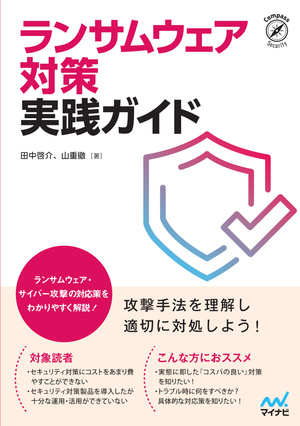 ランサムウェア
対策
実践ガイド
Compass
Security
田中啓介、山重徹 [著]
ランサムウェア・
サイバー攻撃の対応策を
わかりやすく解説!
攻撃手法を理解し
適切に対処しよう!
対象読者
・セキュリティ対策にコストをあまり費
やすことができない
・セキュリティ対策製品を導入したが
十分な運用・活用ができていない
こんな方におススメ
・実態に即した「コスパの良い」対策
を知りたい!
・トラブル時に何をすべきか?
具体的な対応策を知りたい!
マイナビ